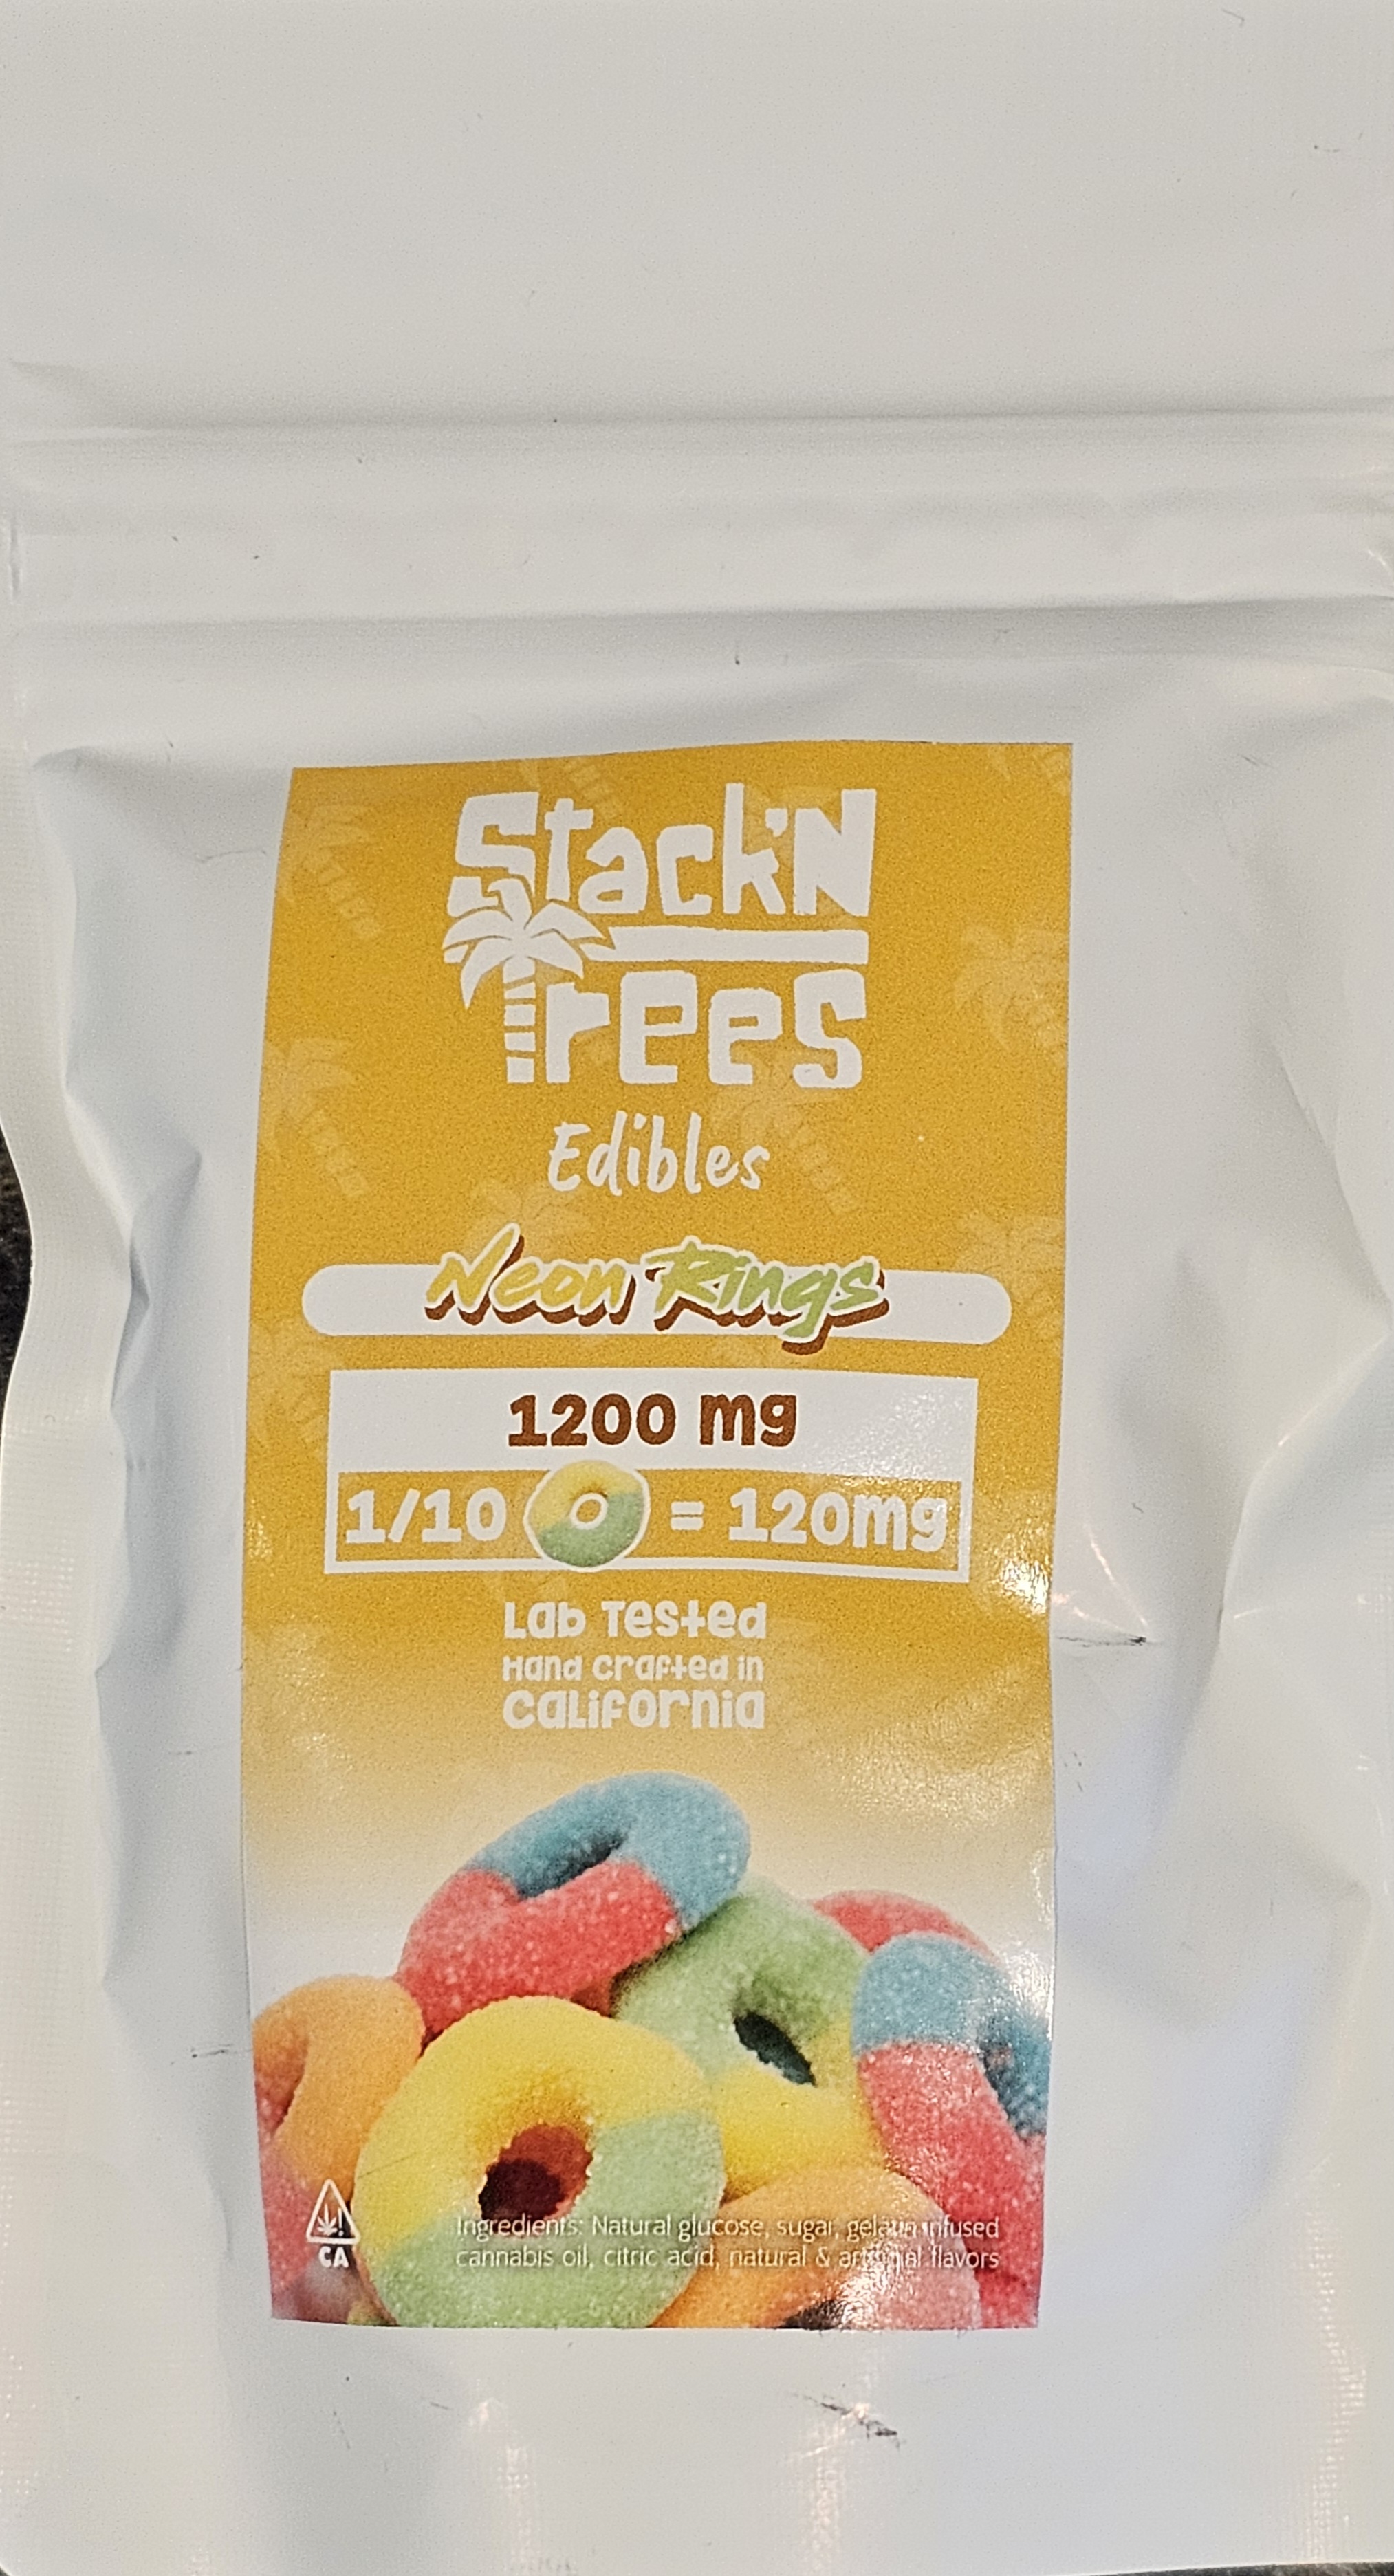 Stack'N
Trees
Edibles
Neon Rings
1200 mg
1/10 = 120mg
Lab Tested
Hand Crafted in
California
Ingredients: Natural glucose, sugar, gelatin infused
cannabis oil, citric acid, natural & artificial flavors
CA